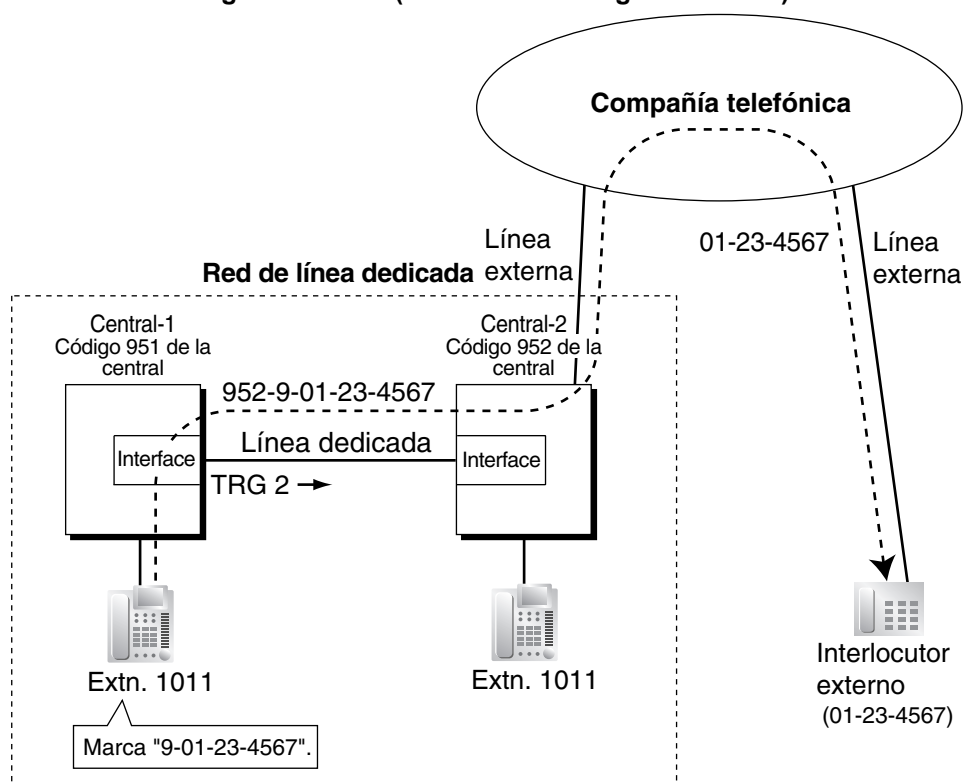 Compañía telefónica
Línea
externa
01-23-4567
Línea
externa
Red de línea dedicada
Central-1
Código 951 de la
central
Central-2
Código 952 de la
central
952-9-01-23-4567
Interface
Línea dedicada
Interface
TRG 2
Extn. 1011
Extn. 1011
Interlocutor
externo
(01-23-4567)
Marca "9-01-23-4567".